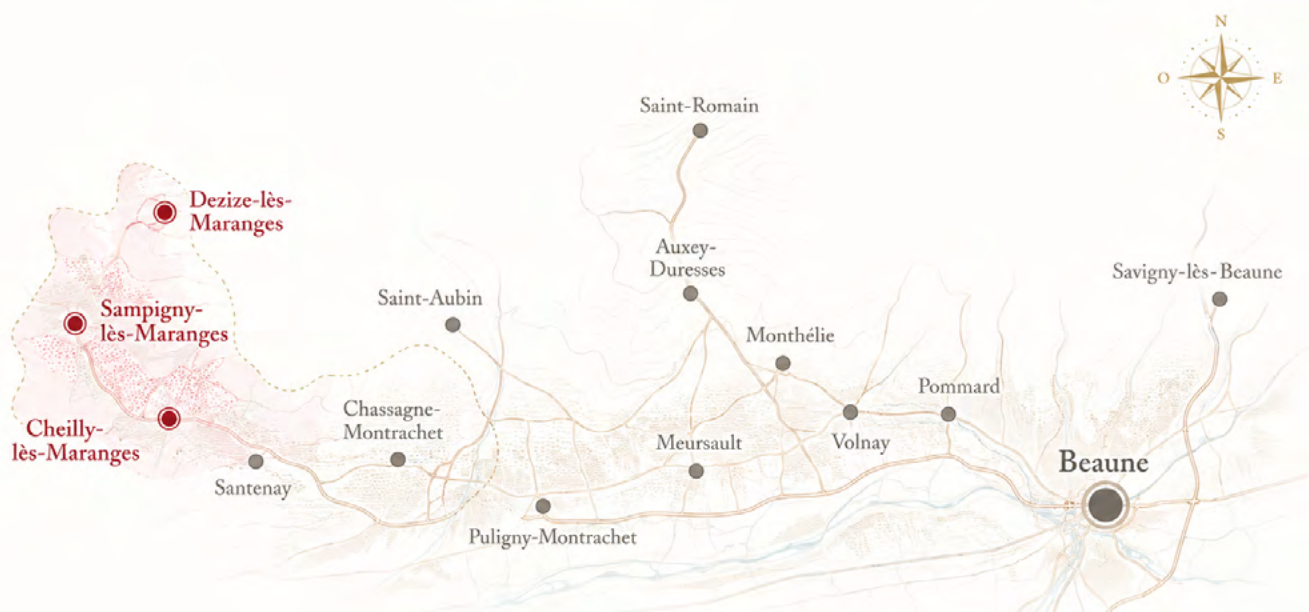 N
O
E
S
Saint-Romain
Dezize-lès-
Maranges
Auxey-
Duresses
Savigny-lès-Beaune
Saint-Aubin
Sampigny-
lès-Maranges
Monthélie
Pommard
Chassagne-
Montrachet
Cheilly-
lès-Maranges
Meursault
Volnay
Beaune
Santenay
Puligny-Montrachet